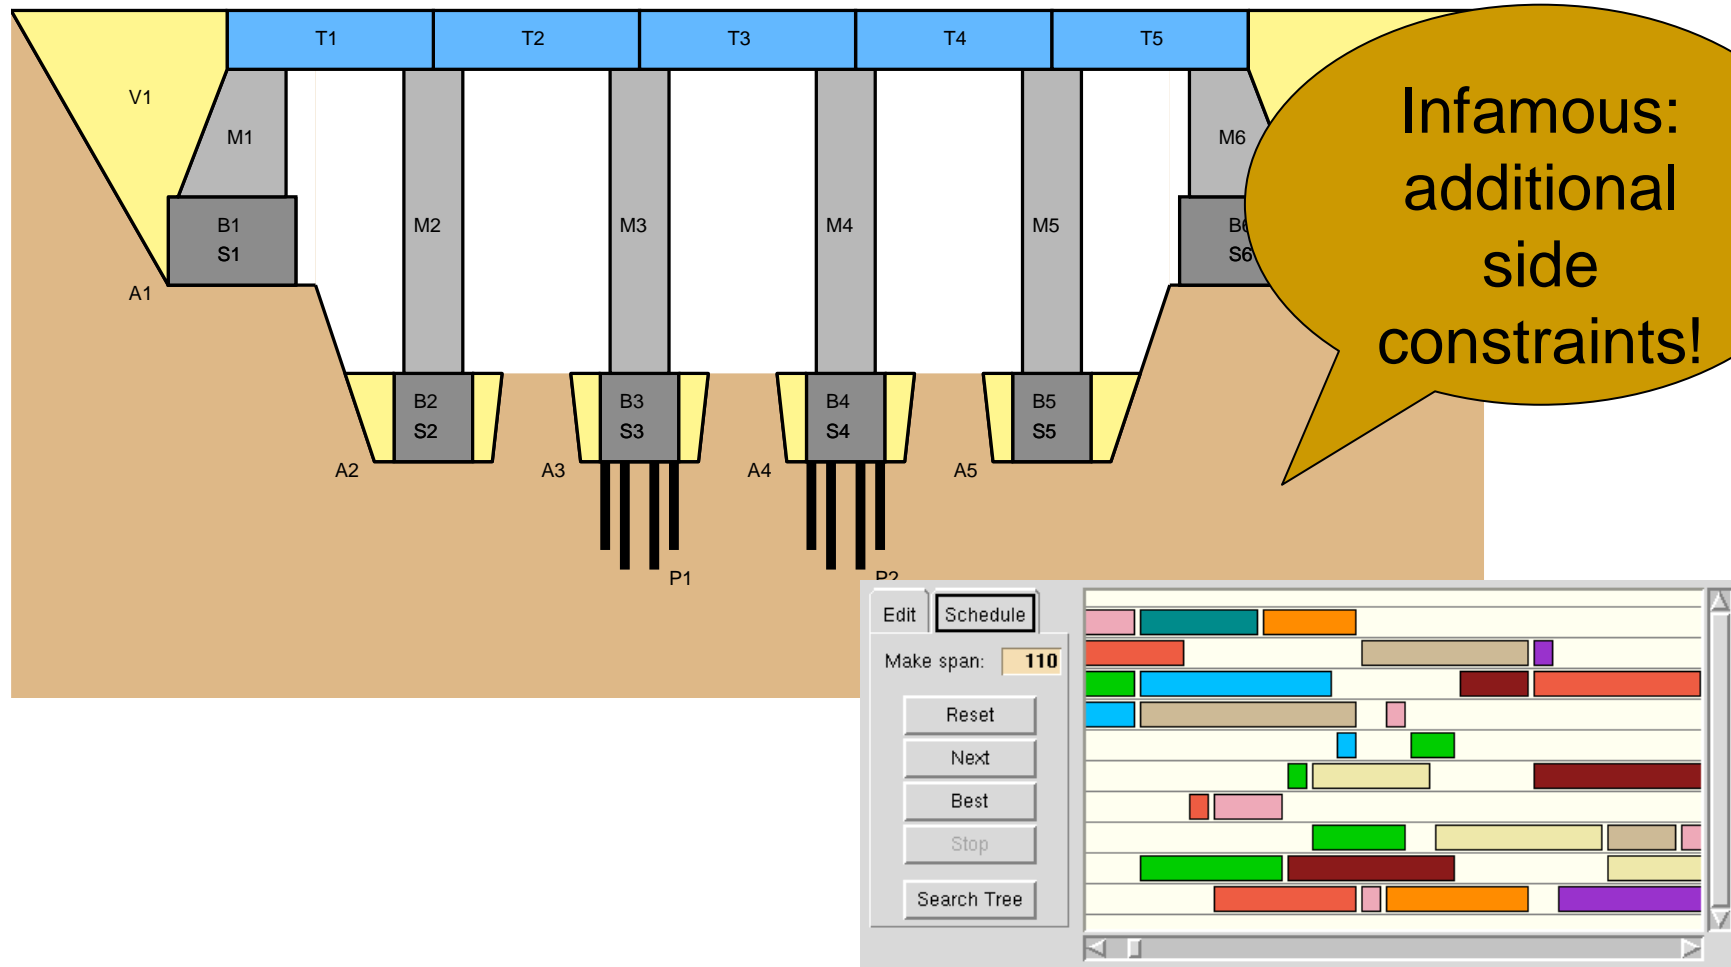 T1 T2 T3 T4 T5
V1
M1 M6
Infamous:
additional
side
constraints!
B1 M2 M3 M4 M5
S1 S6
A1
B2 B3 B4 B5
S2 S3 S4 S5
A2 A3 A4 A5
P1 P2
Edit Schedule
Make span: 110
Reset
Next
Best
Stop
Search Tree